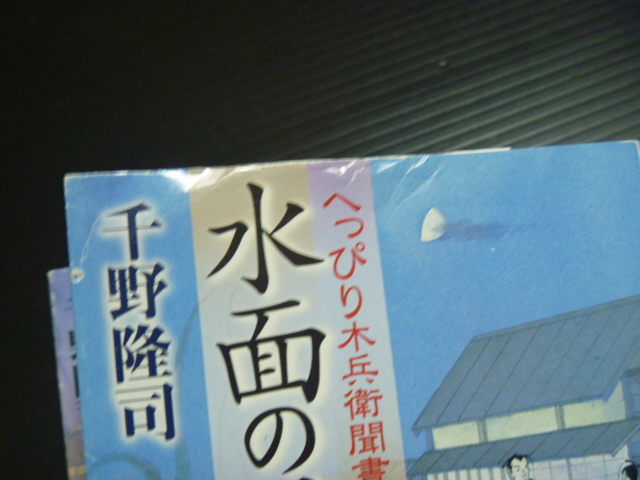 へっぴり木兵衛聞書
水面の
千野隆司